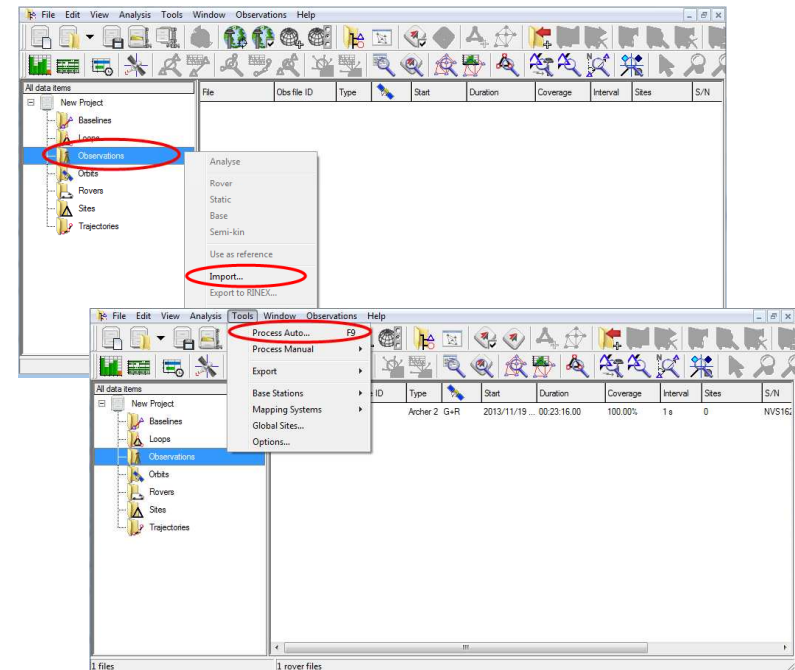 File Edit View Analysis Tools Window Observations Help
All data items
File Obs file ID Type Start Duration Coverage Interval Sites S/N
New Project
Baselines
Loops
Observations
Orbits
Rovers
Sites
Trajectories
Analyse
Rover
Static
Base
Semi-kin
Use as reference
Import...
Export to RINEX...
File Edit View Analysis Tools Window Observations Help
Process Auto... F9
Process Manual
Export
Base Stations
Mapping Systems
Global Sites...
Options...
All data items
ID Type Start Duration Coverage Interval Sites S/N
New Project
Archer 2 G+R 2013/11/19 ... 00:23:16.00 100.00% 1 s 0 NVS162
Baselines
Loops
Observations
Orbits
Rovers
Sites
Trajectories
1 files 1 rover files